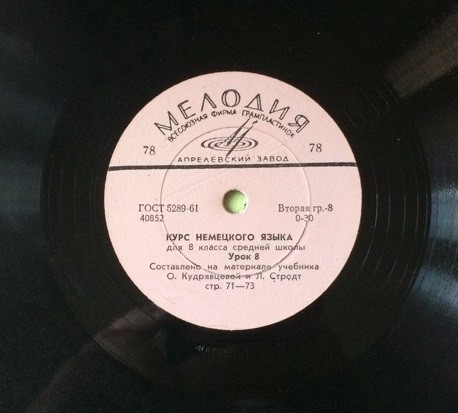 МЕЛОДИЯ
ВСЕСОЮЗНАЯ ФИРМА ГРАМПЛАСТИНОК
78 78
АПРЕЛЕВСКИЙ ЗАВОД
ГОСТ 5289-61 Вторая гр.-8
40852 0-30
КУРС НЕМЕЦКОГО ЯЗЫКА
для 8 класса средней школы
Урок 8
Составлено на материале учебника
О. Кудрявцевой и Л. Стродт
стр. 71—73